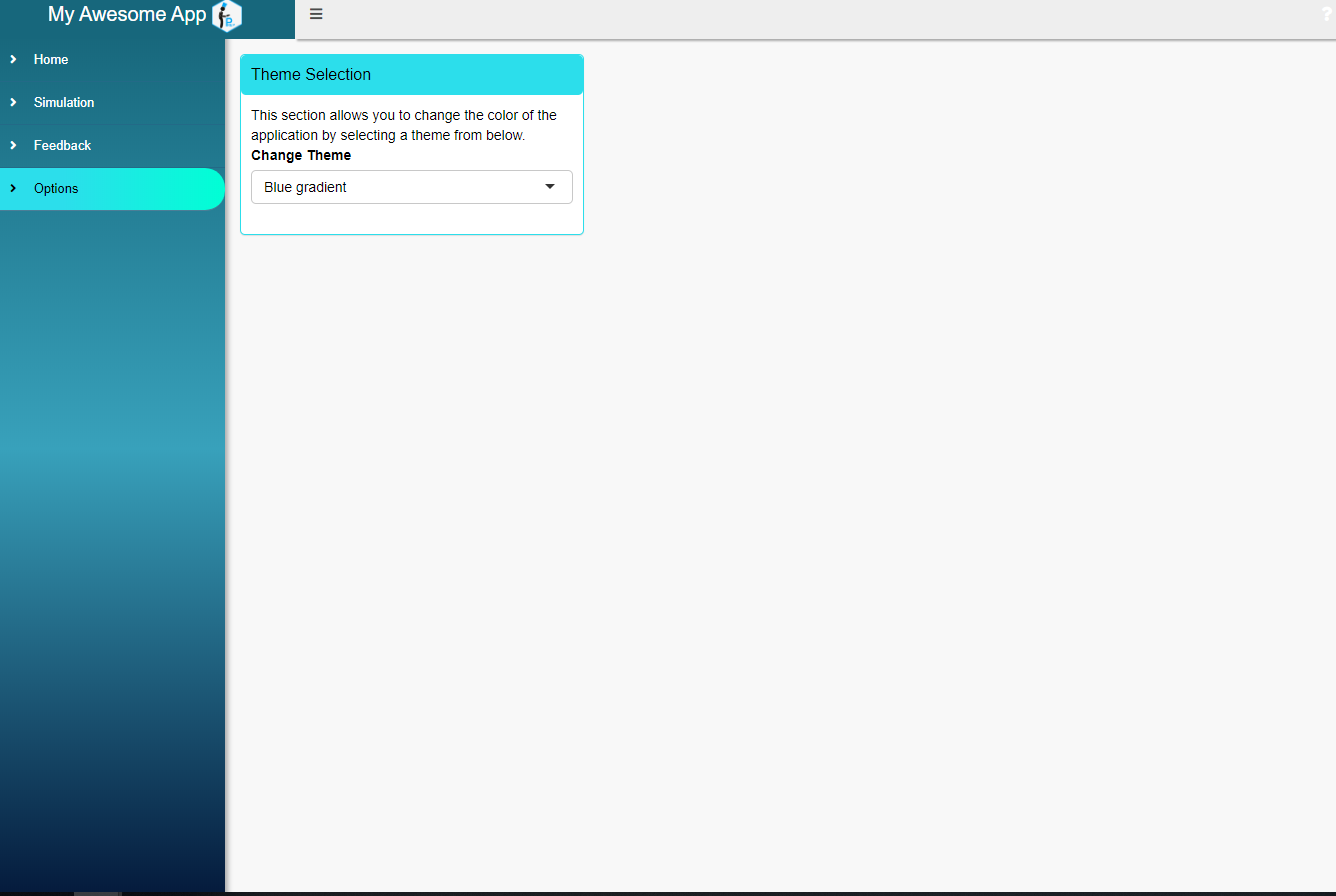 My Awesome App
?
Home
Simulation
Feedback
Options
Theme Selection
This section allows you to change the color of the
application by selecting a theme from below.
Change Theme
Blue gradient